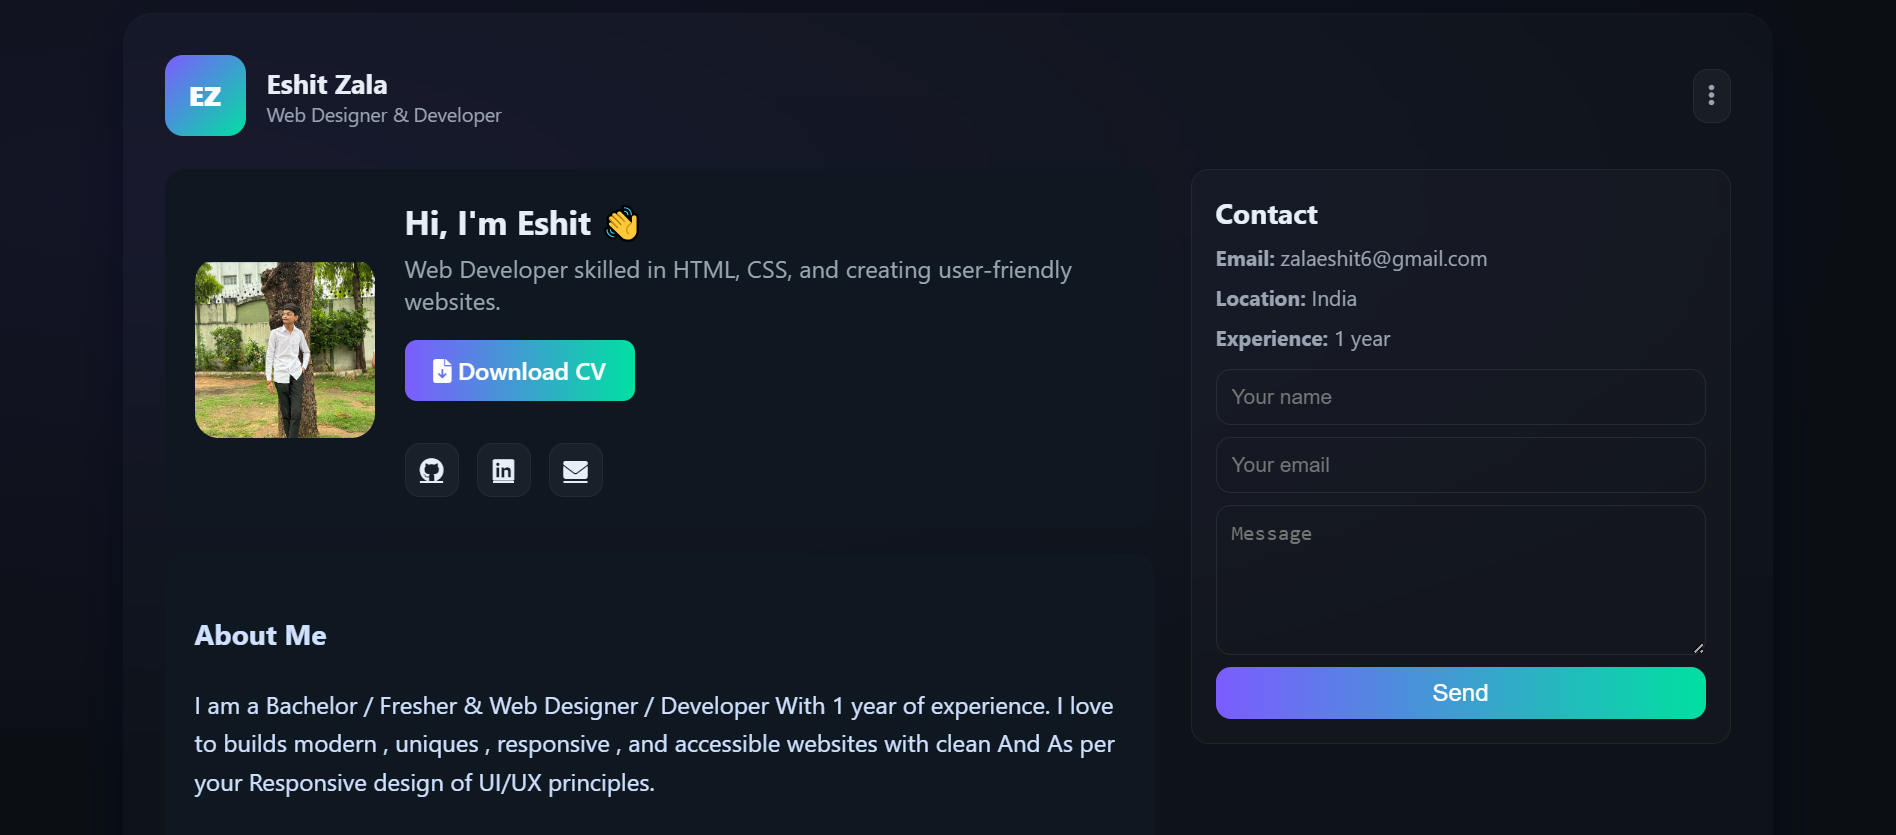 EZ
Eshit Zala
Web Designer & Developer
Hi, I'm Eshit 👋
Web Developer skilled in HTML, CSS, and creating user-friendly
websites.
Download CV
About Me
I am a Bachelor / Fresher & Web Designer / Developer With 1 year of experience. I love
to builds modern , uniques , responsive , and accessible websites with clean And As per
your Responsive design of UI/UX principles.
Contact
Email: zalaeshit6@gmail.com
Location: India
Experience: 1 year
Your name
Your email
Message
Send